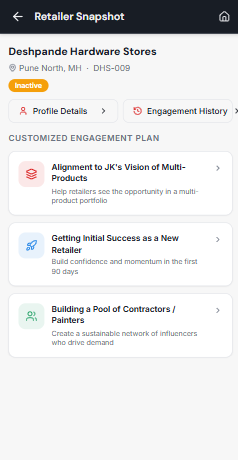 Retailer Snapshot
Deshpande Hardware Stores
Pune North, MH · DHS-009
Inactive
Profile Details
Engagement History
CUSTOMIZED ENGAGEMENT PLAN
Alignment to JK's Vision of Multi-
Products
Help retailers see the opportunity in a multi-
product portfolio
Getting Initial Success as a New
Retailer
Build confidence and momentum in the first
90 days
Building a Pool of Contractors /
Painters
Create a sustainable network of influencers
who drive demand